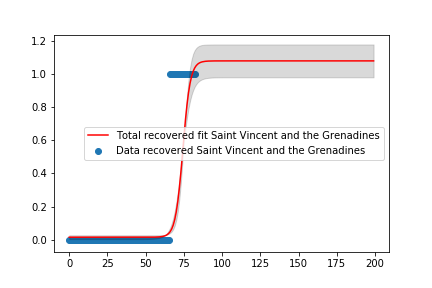 1.2
1.0
0.8
0.6
0.4
0.2
0.0
Total recovered fit Saint Vincent and the Grenadines
Data recovered Saint Vincent and the Grenadines
0 25 50 75 100 125 150 175 200